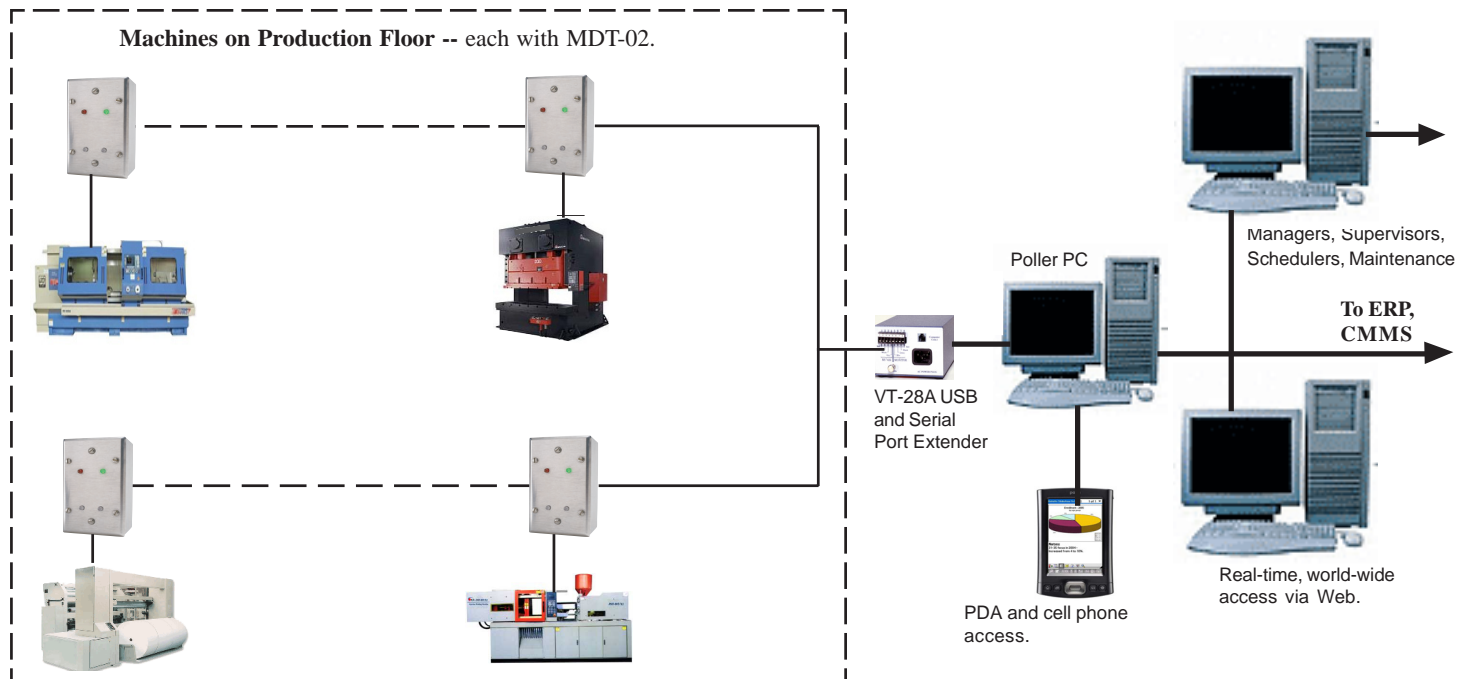 Machines on Production Floor -- each with MDT-02.
Managers, Supervisors,
Schedulers, Maintenance
Poller PC
To ERP,
CMMS
VT-28A USB
and Serial
Port Extender
PDA and cell phone
access.
Real-time, world-wide
access via Web.